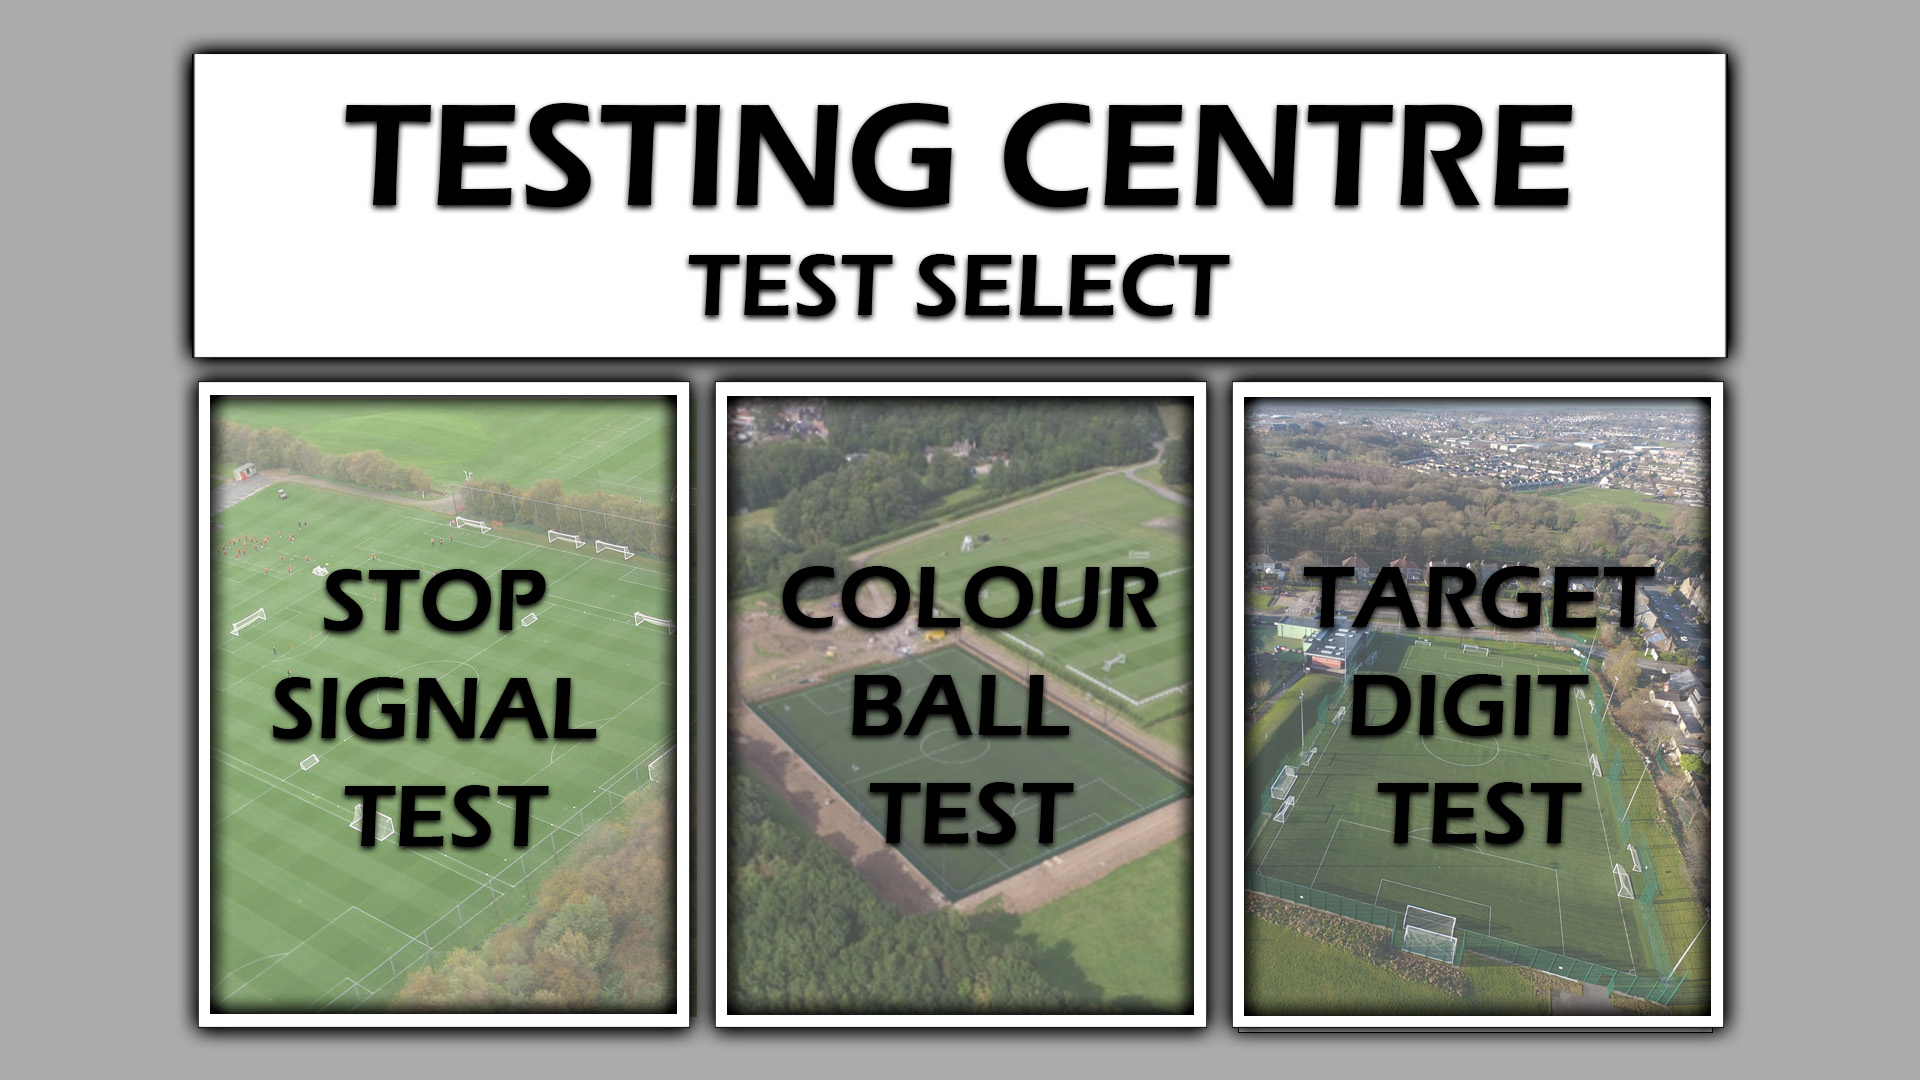 TESTING CENTRE
TEST SELECT
STOP
SIGNAL
TEST
COLOUR
BALL
TEST
TARGET
DIGIT
TEST